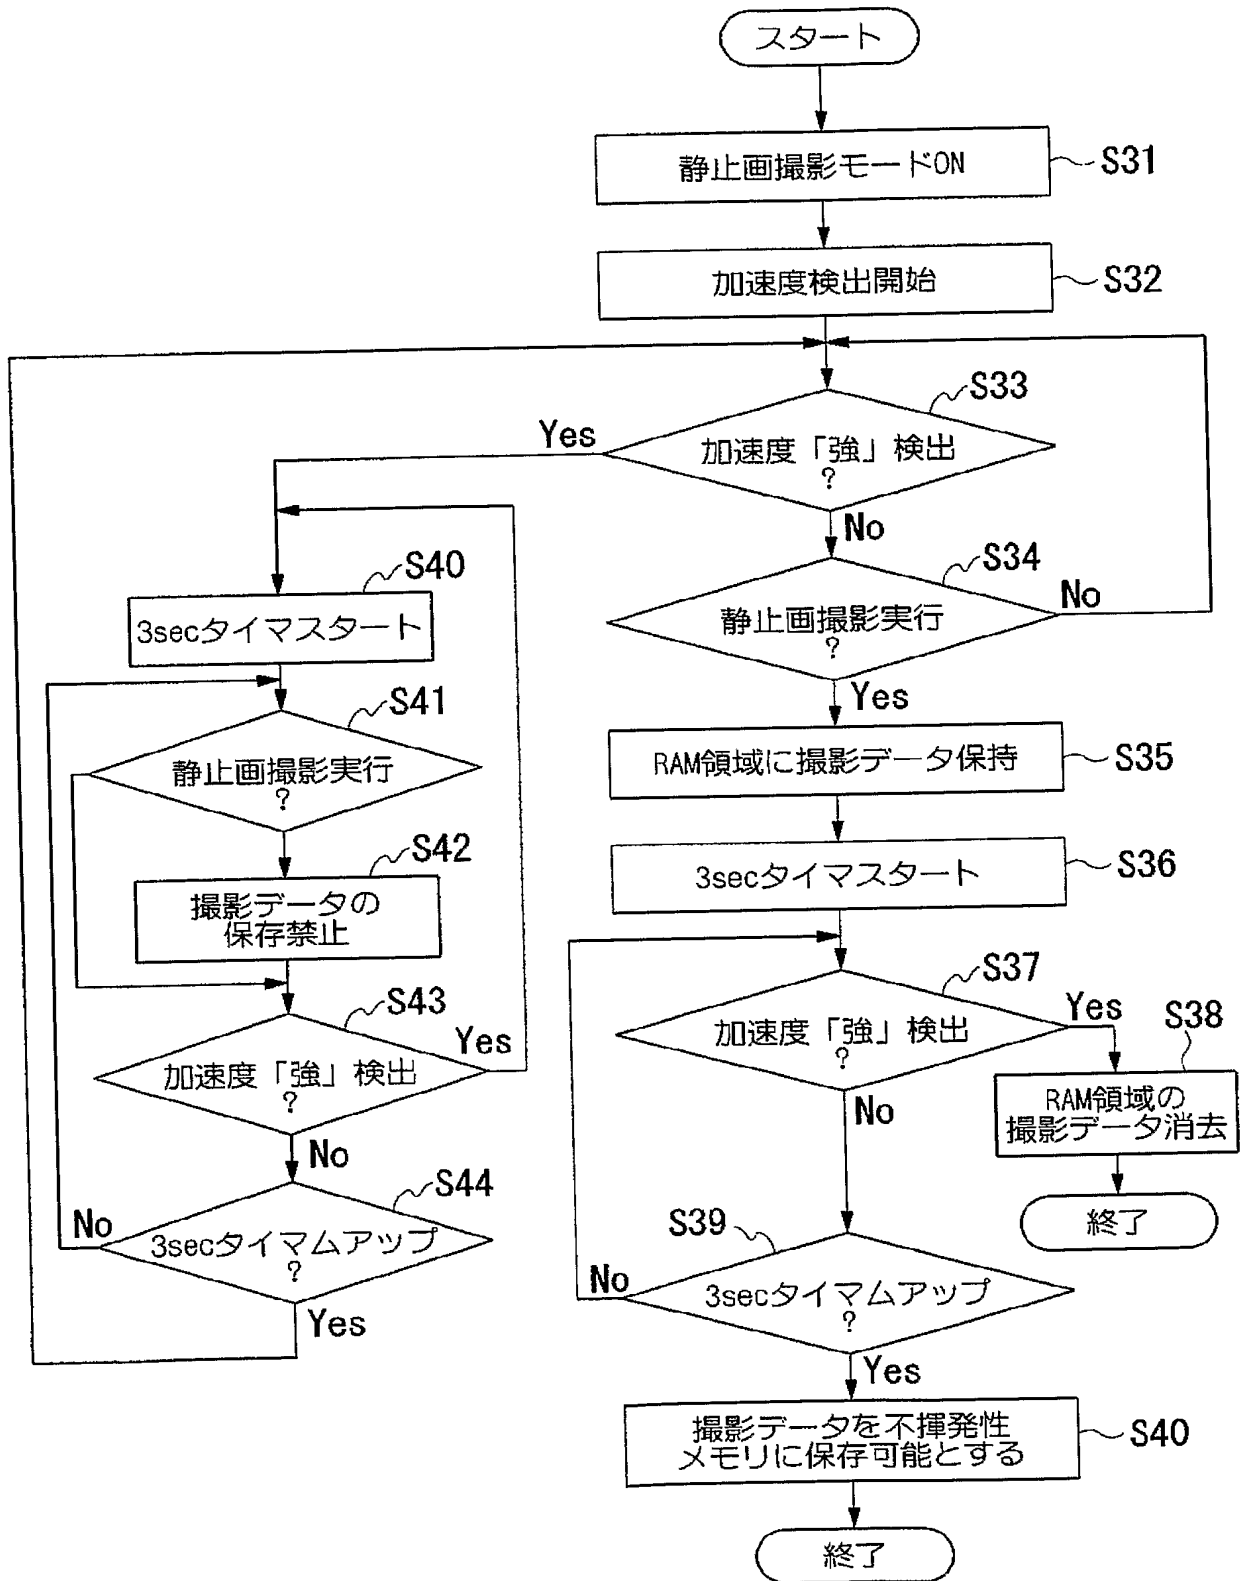 スタート
静止画撮影モードON
S31
加速度検出開始
S32
S33
Yes
加速度「強」検出
?
No
S34
静止画撮影実行
?
No
Yes
RAM領域に撮影データ保持
S35
3secタイマスタート
S36
S37
加速度「強」検出
?
Yes
S38
RAM領域の
撮影データ消去
終了
No
S39
3secタイマムアップ
?
No
Yes
撮影データを不揮発性
メモリに保存可能とする
S40
終了
S40
3secタイマスタート
S41
静止画撮影実行
?
S42
撮影データの
保存禁止
S43
加速度「強」検出
?
Yes
No
S44
3secタイマムアップ
?
No
Yes